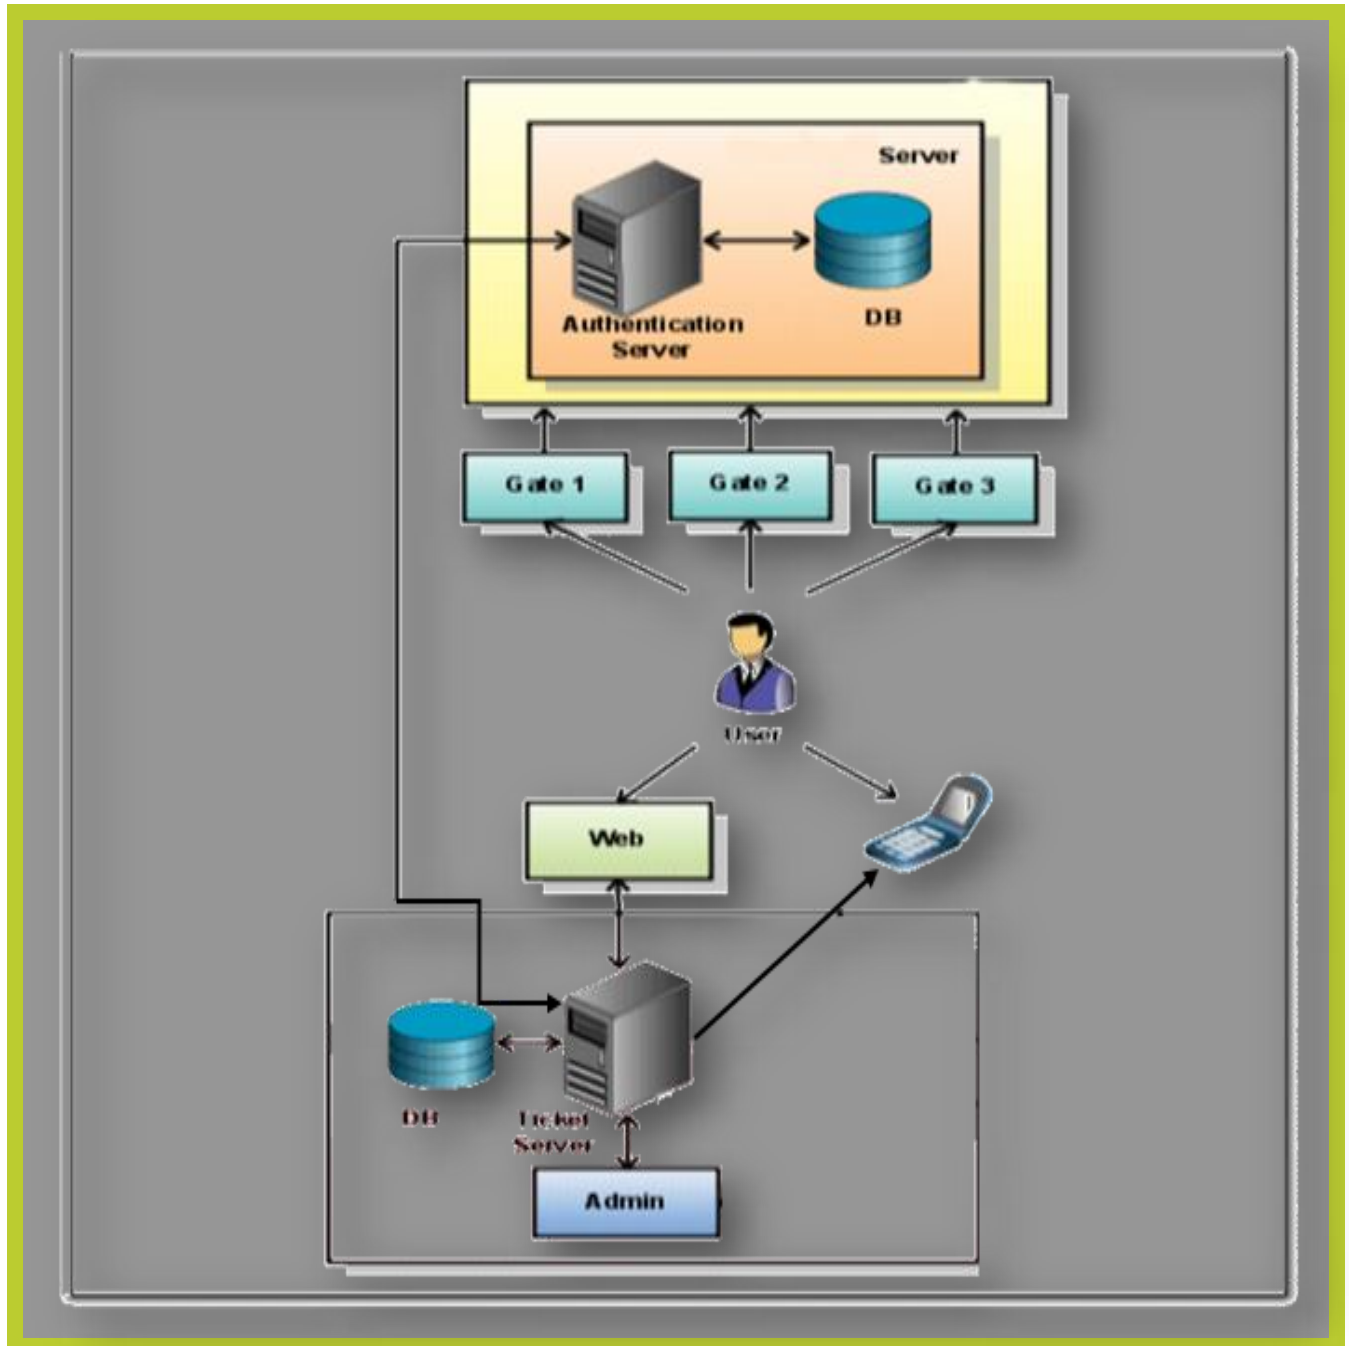 Server
Authentication
Server
DB
Gate 1
Gate 2
Gate 3
User
Web
DB
Ticket
Server
Admin